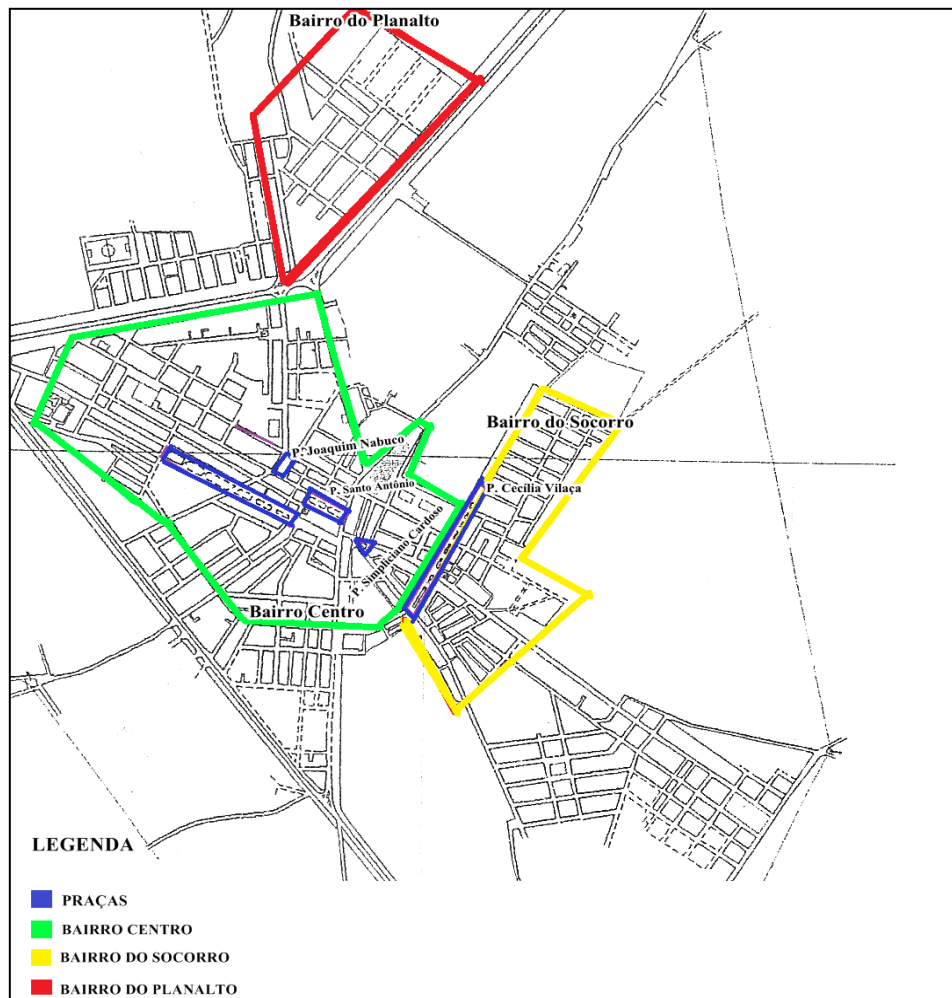 Bairro do Planalto
Bairro do Socorro
P. Joaquim Nabuco
P. Santo Antônio
P. Cecília Vilaça
P. Simpliciano Cardoso
Bairro Centro
LEGENDA
PRAÇAS
BAIRRO CENTRO
BAIRRO DO SOCORRO
BAIRRO DO PLANALTO